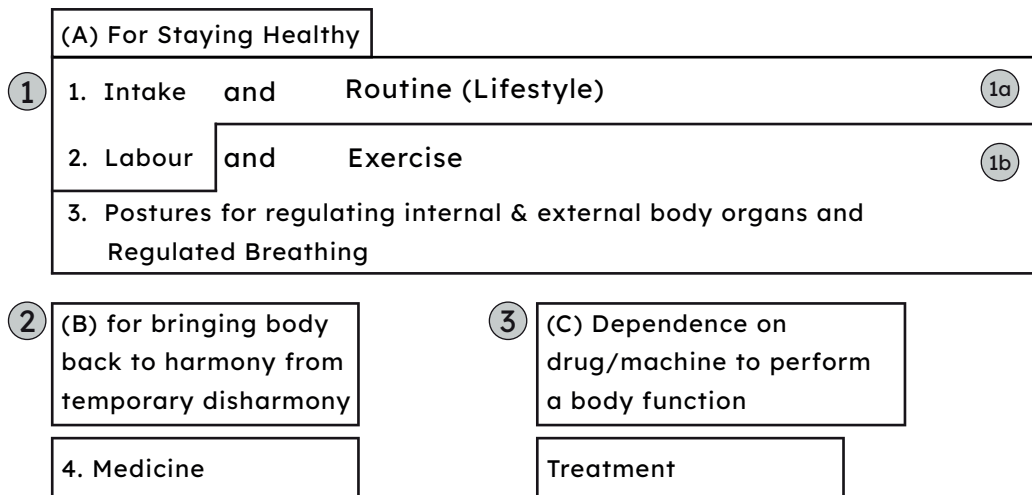 (A) For Staying Healthy
1
1. Intake and Routine (Lifestyle)
1a
2. Labour and Exercise
1b
3. Postures for regulating internal & external body organs and
Regulated Breathing
2
(B) for bringing body
back to harmony from
temporary disharmony
4. Medicine
3
(C) Dependence on
drug/machine to perform
a body function
Treatment